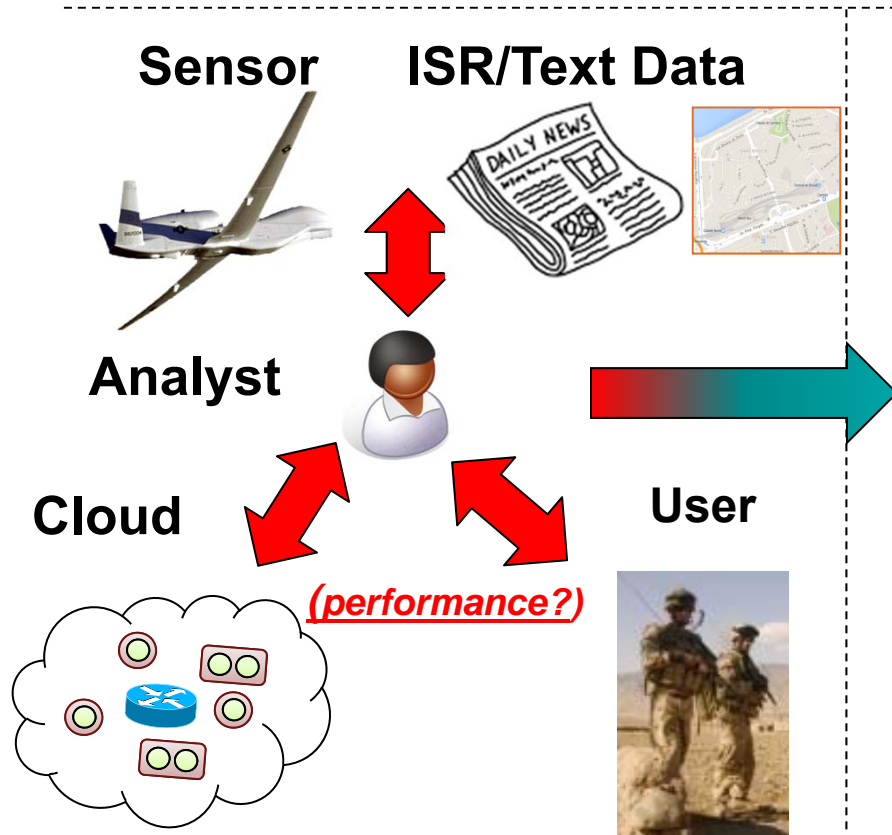 Sensor
ISR/Text Data
DAILY NEWS
Analyst
Cloud
User
(performance?)